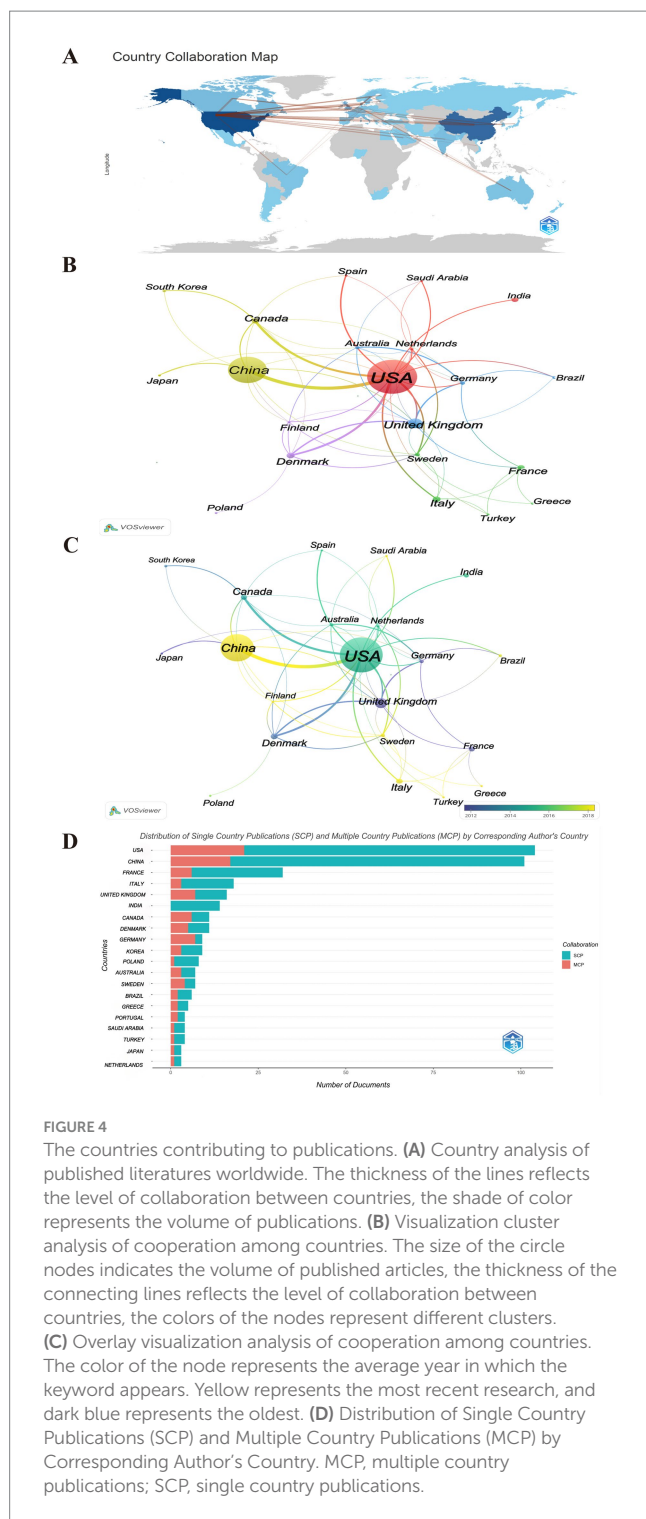 A Country Collaboration Map
Longitude
B
Spain
Saudi Arabia
South Korea
India
Canada
Australia
Netherlands
China
USA
Japan
Germany
Brazil
Finland
United Kingdom
Denmark
Sweden
France
Italy
Greece
Turkey
Poland
VOSviewer
C
Spain
Saudi Arabia
South Korea
India
Canada
Australia
Netherlands
China
USA
Japan
Germany
Brazil
Finland
United Kingdom
Denmark
Sweden
France
Italy
Greece
Turkey
Poland
VOSviewer
2012 2014 2016 2018
D Distribution of Single Country Publications (SCP) and Multiple Country Publications (MCP) by Corresponding Author's Country
USA
CHINA
FRANCE
ITALY
UNITED KINGDOM
INDIA
CANADA
DENMARK
GERMANY
KOREA
POLAND
AUSTRALIA
SWEDEN
BRAZIL
GREECE
PORTUGAL
SAUDI ARABIA
TURKEY
JAPAN
NETHERLANDS
Countries
Collaboration
SCP
MCP
0 25 50 75 100
Number of Ducuments
FIGURE 4
The countries contributing to publications. (A) Country analysis of
published literatures worldwide. The thickness of the lines reflects
the level of collaboration between countries, the shade of color
represents the volume of publications. (B) Visualization cluster
analysis of cooperation among countries. The size of the circle
nodes indicates the volume of published articles, the thickness of the
connecting lines reflects the level of collaboration between
countries, the colors of the nodes represent different clusters.
(C) Overlay visualization analysis of cooperation among countries.
The color of the node represents the average year in which the
keyword appears. Yellow represents the most recent research, and
dark blue represents the oldest. (D) Distribution of Single Country
Publications (SCP) and Multiple Country Publications (MCP) by
Corresponding Author's Country. MCP, multiple country
publications; SCP, single country publications.